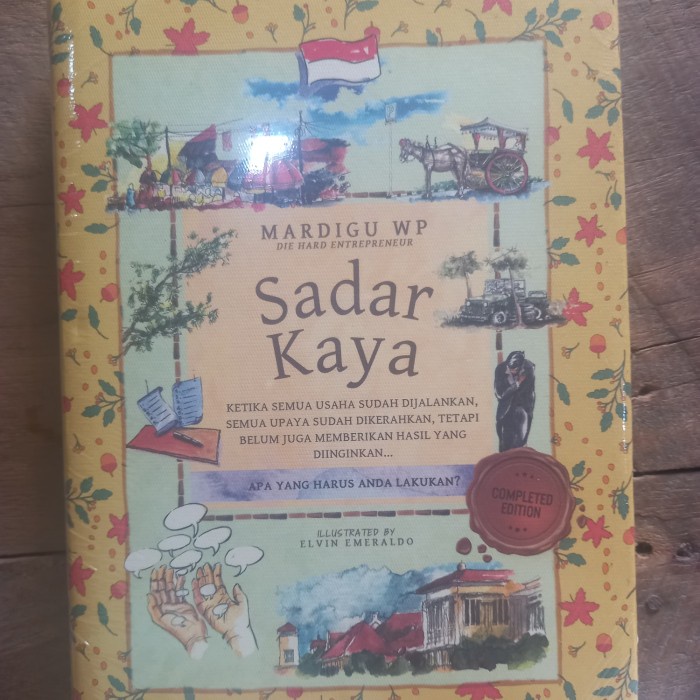 MARDIGU WP
DIE HARD ENTREPRENEUR
Sadar
Kaya
KETIKA SEMUA USAHA SUDAH DIJALANKAN,
SEMUA UPAYA SUDAH DIKERAHKAN, TETAPI
BELUM JUGA MEMBERIKAN HASIL YANG
DIINGINKAN...
APA YANG HARUS ANDA LAKUKAN?
COMPLETED
EDITION
ILLUSTRATED BY
ELVIN EMERALDO